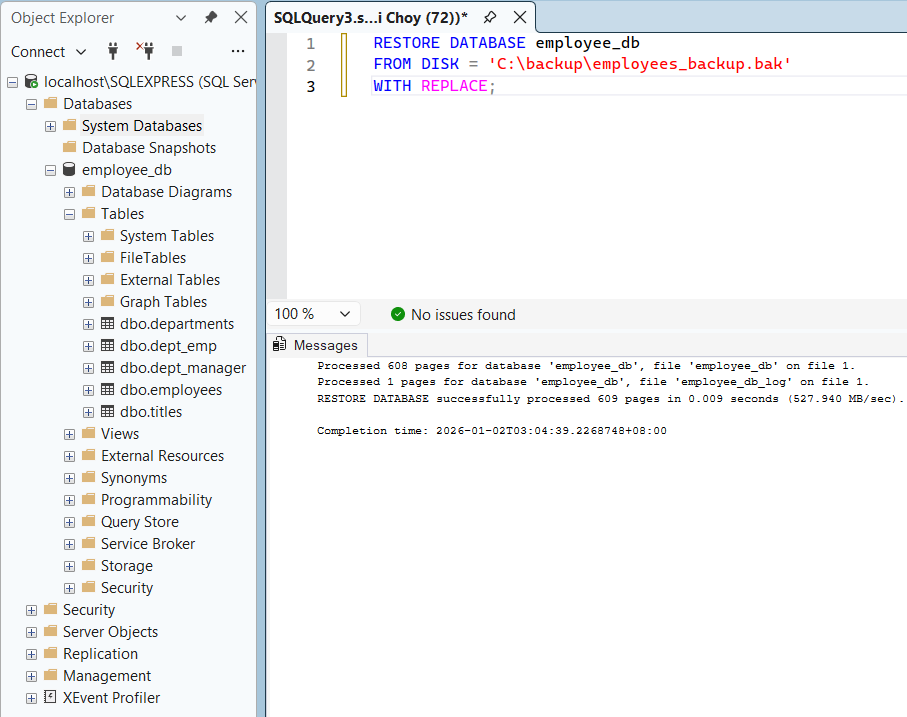 Object Explorer
Connect
localhost\SQLEXPRESS (SQL Ser
Databases
System Databases
Database Snapshots
employee_db
Database Diagrams
Tables
System Tables
FileTables
External Tables
Graph Tables
dbo.departments
dbo.dept_emp
dbo.dept_manager
dbo.employees
dbo.titles
Views
External Resources
Synonyms
Programmability
Query Store
Service Broker
Storage
Security
Security
Server Objects
Replication
Management
XEvent Profiler
SQLQuery3.s...i Choy (72))*
1 RESTORE DATABASE employee_db
2 FROM DISK = 'C:\backup\employees_backup.bak'
3 WITH REPLACE;
100 %
No issues found
Messages
Processed 608 pages for database 'employee_db', file 'employee_db' on file 1.
Processed 1 pages for database 'employee_db', file 'employee_db_log' on file 1.
RESTORE DATABASE successfully processed 609 pages in 0.009 seconds (527.940 MB/sec).
Completion time: 2026-01-02T03:04:39.2268748+08:00